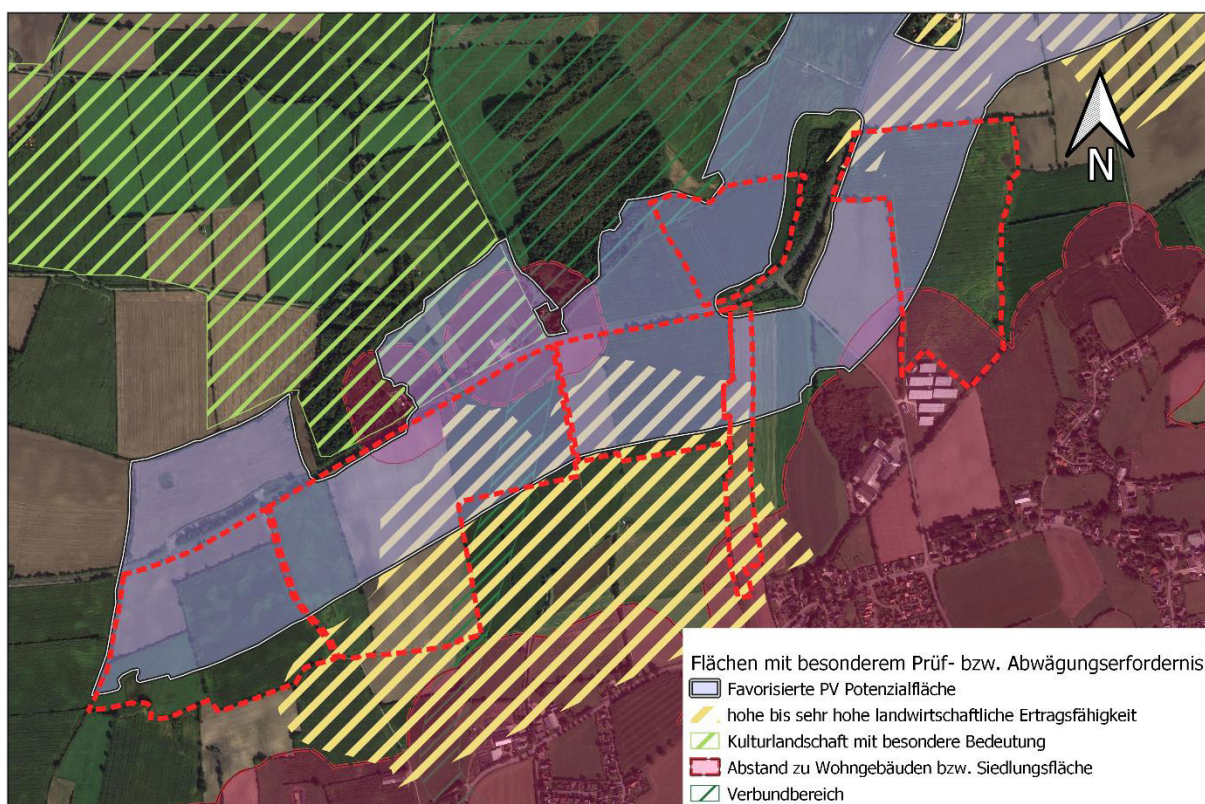 N
Flächen mit besonderem Prüf- bzw. Abwägungserfordernis
Favorisierte PV Potenzialfläche
hohe bis sehr hohe landwirtschaftliche Ertragsfähigkeit
Kulturlandschaft mit besondere Bedeutung
Abstand zu Wohngebäuden bzw. Siedlungsfläche
Verbundbereich